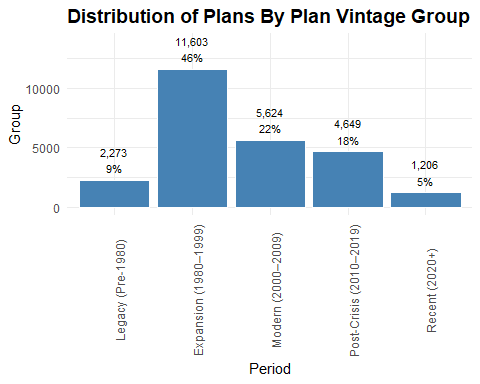 Distribution of Plans By Plan Vintage Group
11,603
46%
5,624
22%
4,649
18%
2,273
9%
1,206
5%
10000
5000
0
Group
Legacy (Pre-1980)
Expansion (1980–1999)
Modern (2000–2009)
Post-Crisis (2010–2019)
Recent (2020+)
Period